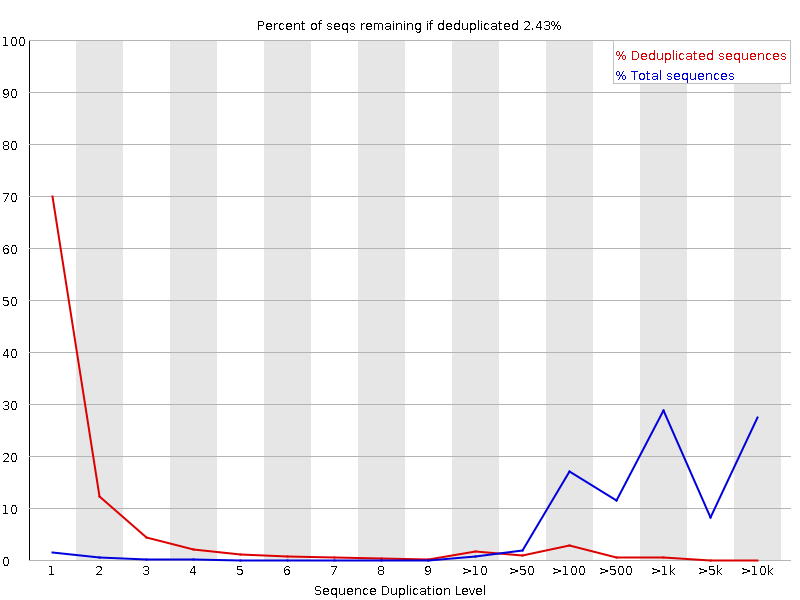 Percent of seqs remaining if deduplicated 2.43%
% Deduplicated sequences
% Total sequences
100
90
80
70
60
50
40
30
20
10
0
1 2 3 4 5 6 7 8 9 >10 >50 >100 >500 >1k >5k >10k
Sequence Duplication Level